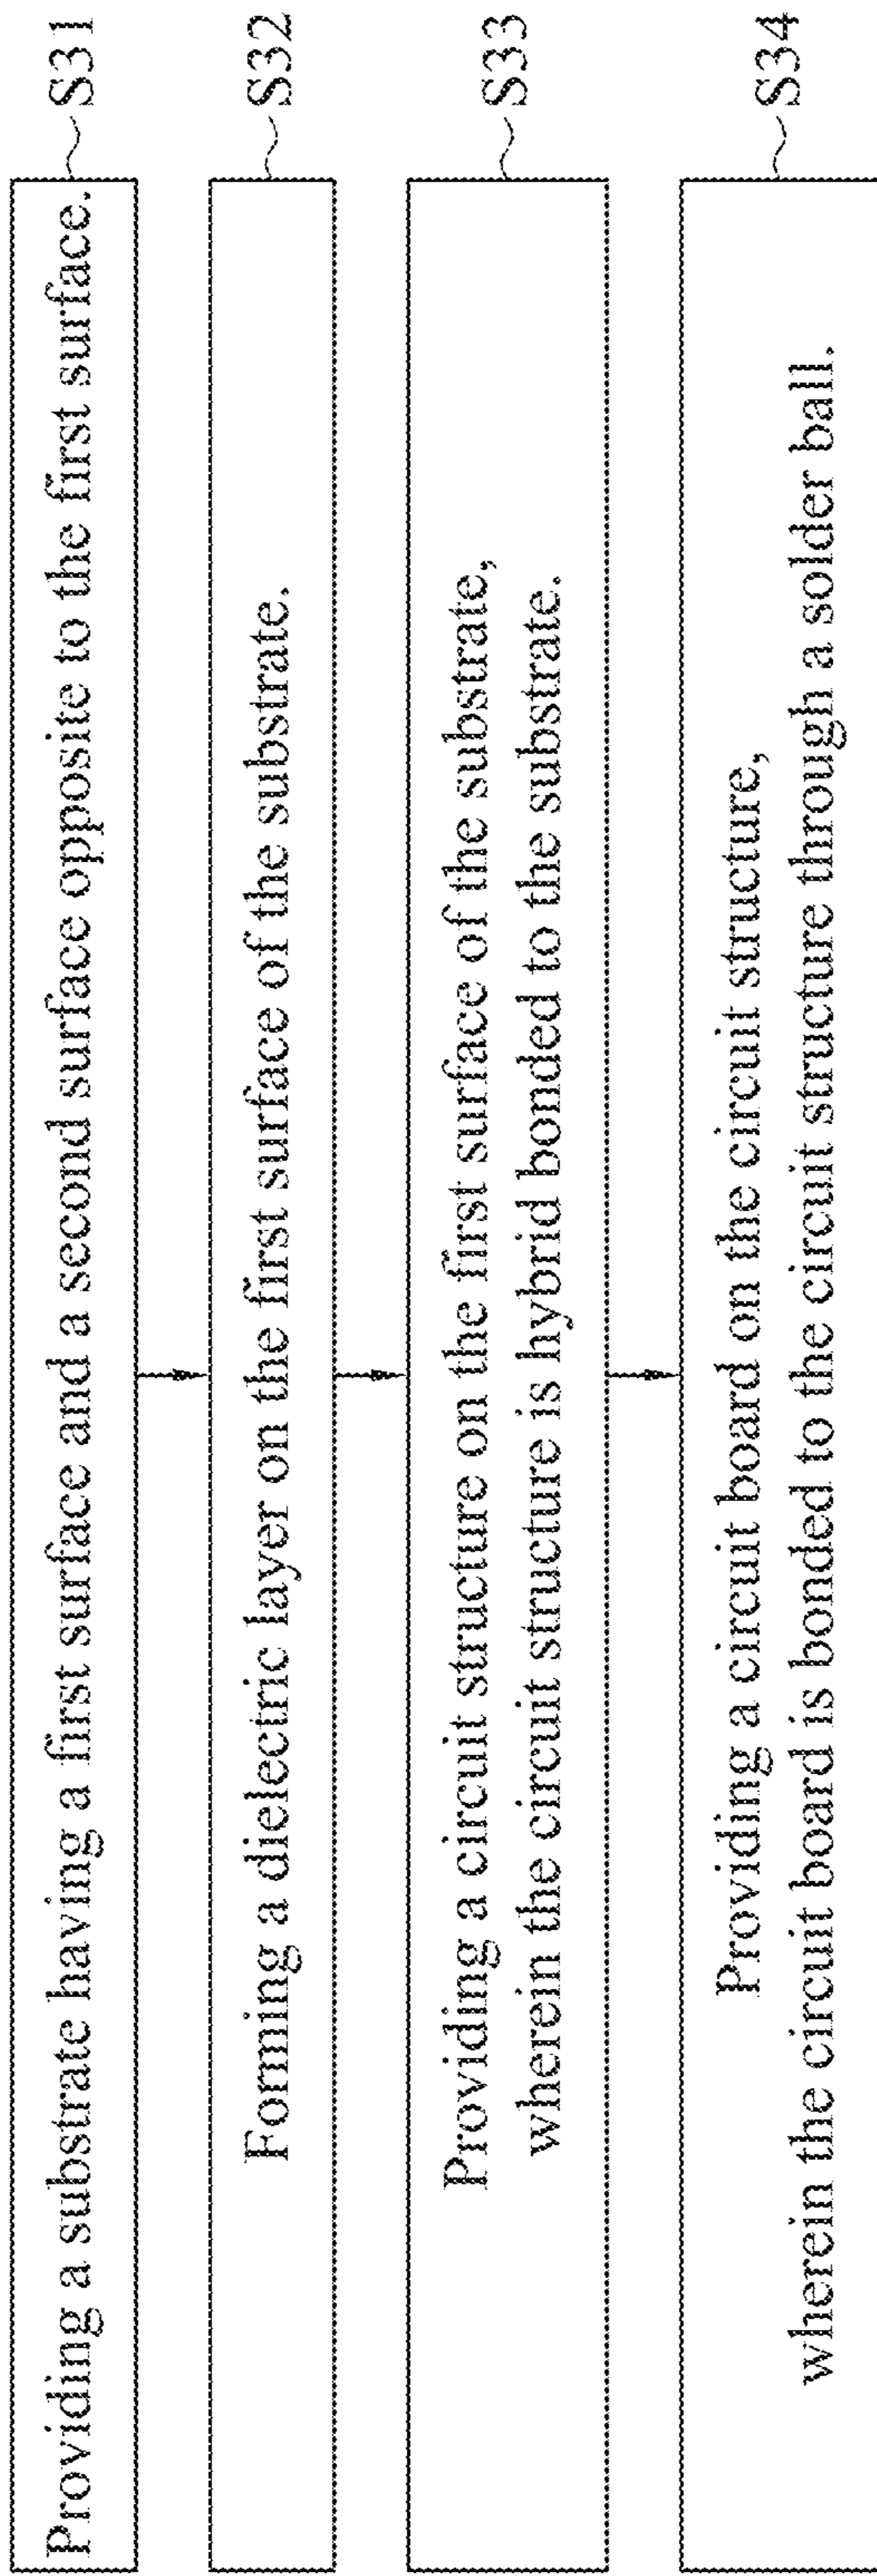 Providing a substrate having a first surface and a second surface opposite to the first surface.
S31
Forming a dielectric layer on the first surface of the substrate.
S32
Providing a circuit structure on the first surface of the substrate,
wherein the circuit structure is hybrid bonded to the substrate.
S33
Providing a circuit board on the circuit structure,
wherein the circuit board is bonded to the circuit structure through a solder ball.
S34